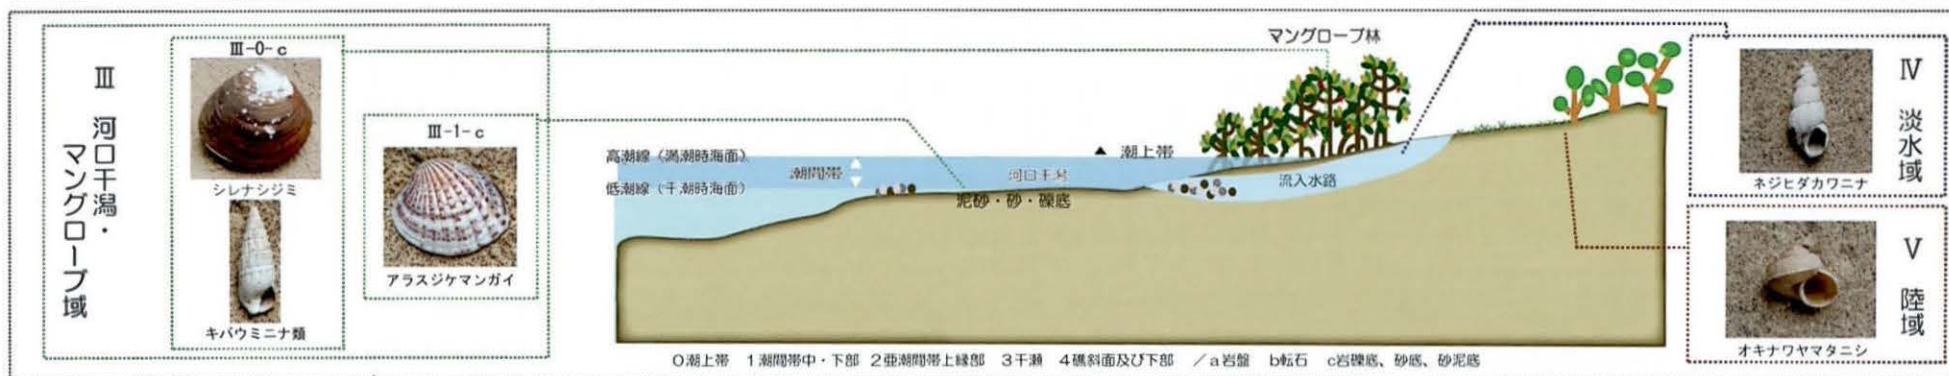 Ⅲ 河口干潟・
マングローブ域
Ⅲ-0-c
シレナシジミ
キバウミニナ類
Ⅲ-1-c
アラスジケマンガイ
高潮線（満潮時海面）
低潮線（干潮時海面）
潮間帯
河口干潟
泥砂・砂・礫底
▲ 潮上帯
マングローブ林
流入水路
Ⅳ 淡水域
ネジヒダカワニナ
Ⅴ 陸域
オキナワヤマタニシ
0潮上帯 1潮間帯中・下部 2亜潮間帯上縁部 3干瀬 4礁斜面及び下部 ／a岩盤 b転石 c岩礫底、砂底、砂泥底